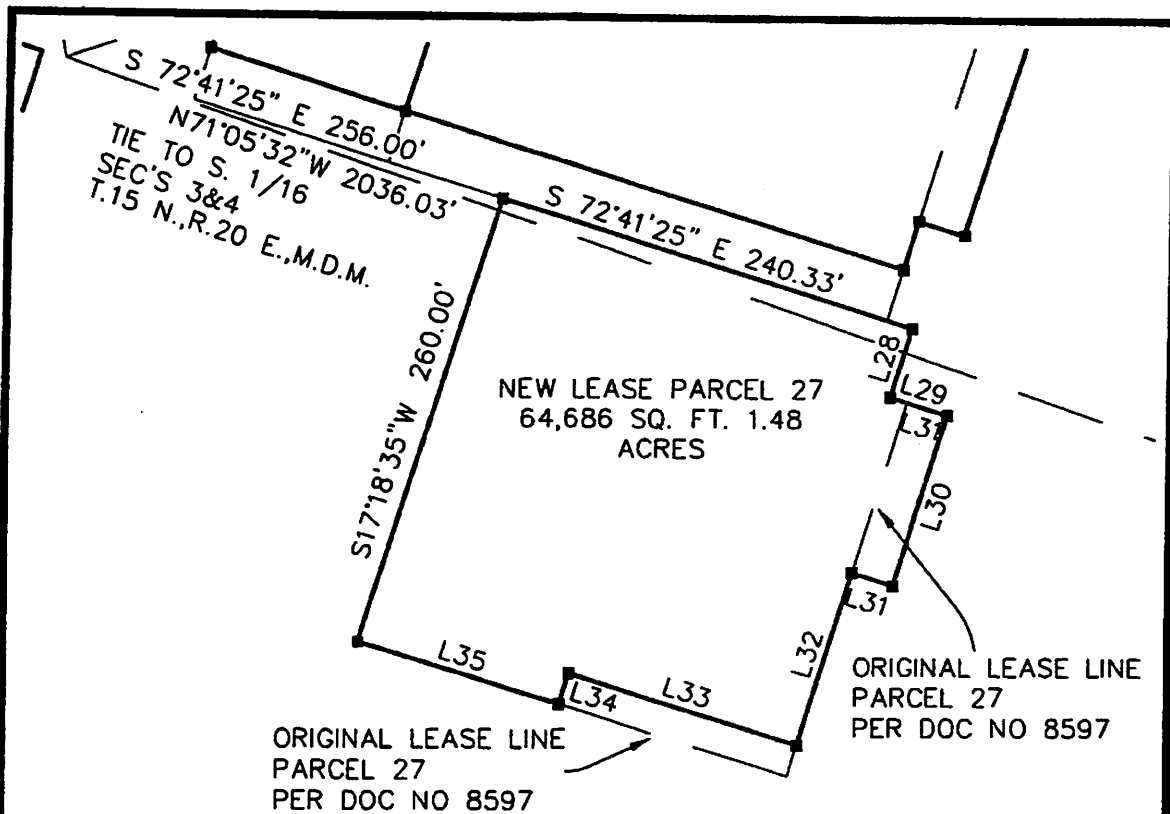 S 72°41'25" E 256.00'
N71°05'32"W 2036.03'
TIE TO S. 1/16
SEC'S 3&4
T.15 N.,R.20 E.,M.D.M.
S 72°41'25" E 240.33'
S17°18'35"W 260.00'
L28
L29
L31
NEW LEASE PARCEL 27
64,686 SQ. FT. 1.48
ACRES
L30
L31
L32
L35
L33
L34
ORIGINAL LEASE LINE
PARCEL 27
PER DOC NO 8597
ORIGINAL LEASE LINE
PARCEL 27
PER DOC NO 8597